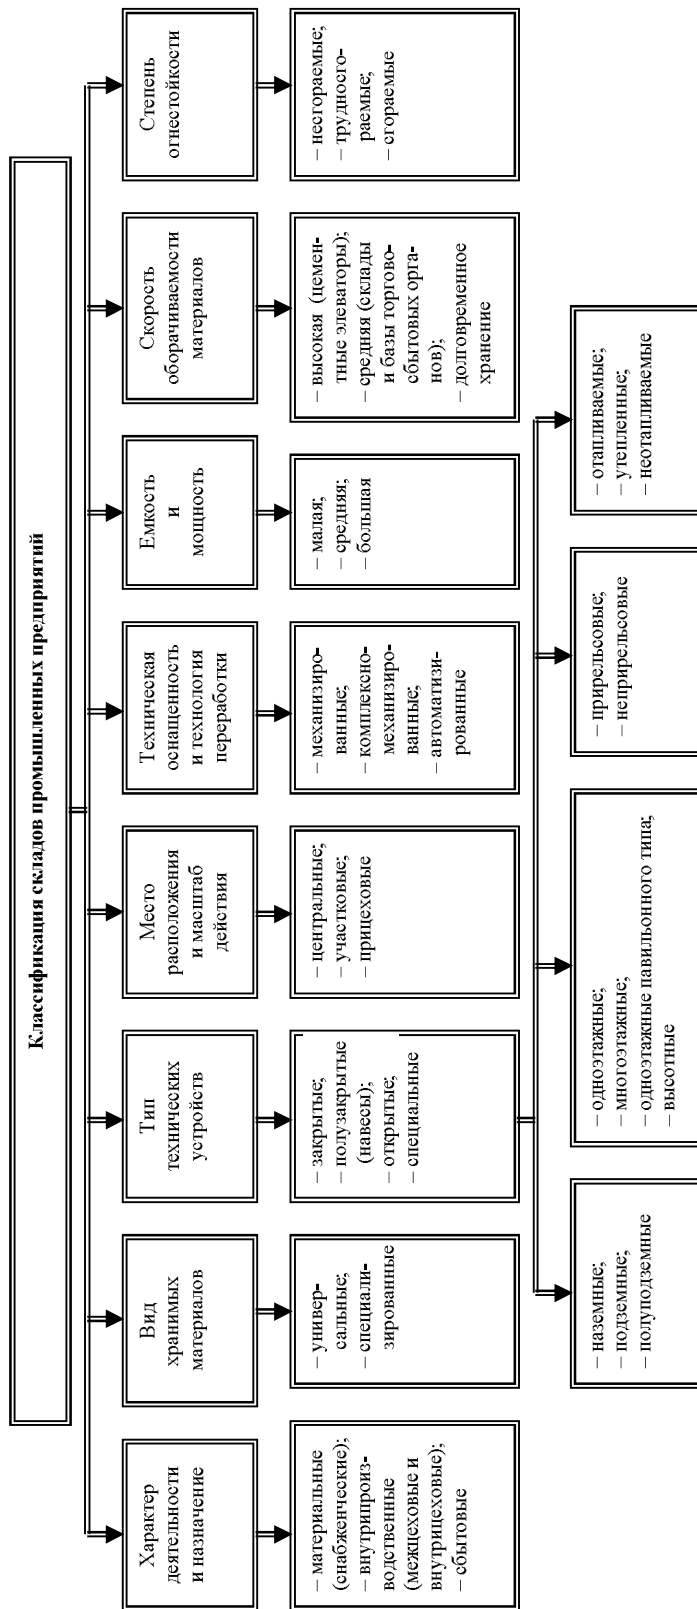 Классификация складов промышленных предприятий
Характер
деятельности
и назначение
Вид
хранимых
материалов
Тип
технических
устройств
Место
расположения
и масштаб
действия
Техническая
оснащенность
и технология
переработки
Емкость
и
мощность
Скорость
оборачиваемости
материалов
Степень
огнестойкости
– материальные
(снабженческие);
– внутрипроиз-
водственные
(межцеховые и
внутрицеховые);
– сбытовые
– универ-
сальные;
– специали-
зированные
– закрытые;
– полузакрытые
(навесы);
– открытые;
– специальные
– центральные;
– участковые;
– прицеховые
– механизиро-
ванные;
– комплексно-
механизиро-
ванные;
– автоматизи-
рованные
– малая;
– средняя;
– большая
– высокая (цемен-
тные элеваторы);
– средняя (склады
и базы торгово-
сбытовых орга-
нов);
– долговременное
хранение
– несгораемые;
– трудносго-
раемые;
– сгораемые
– наземные;
– подземные;
– полуподземные
– одноэтажные;
– многоэтажные;
– одноэтажные павильонного типа;
– высотные
– прирельсовые;
– неприрельсовые
– отапливаемые;
– утепленные;
– неотапливаемые